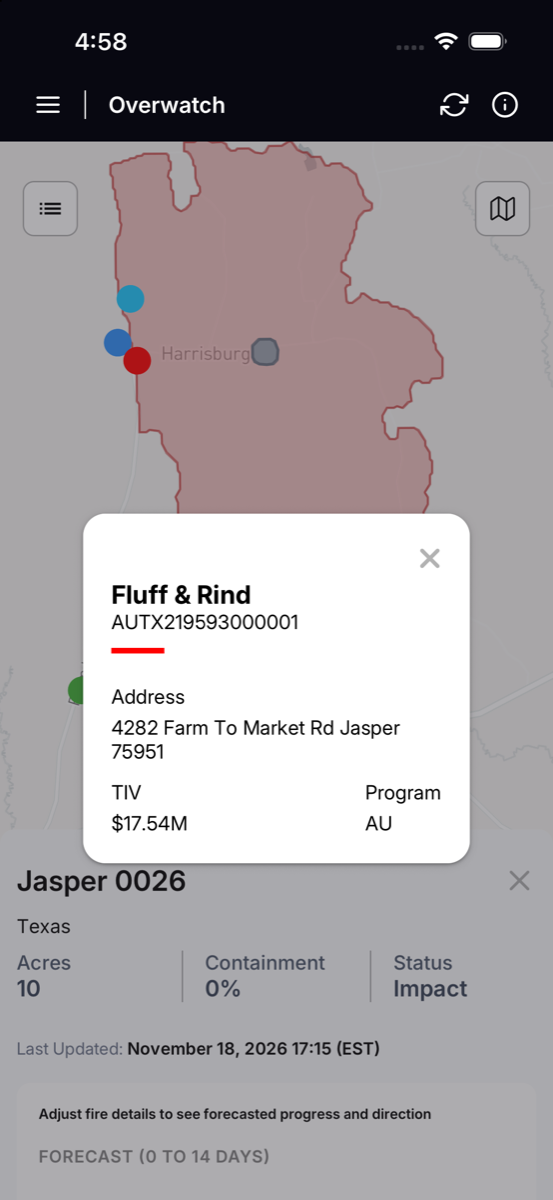 4:58
Overwatch
Harrisburg
Fluff & Rind
AUTX219593000001
Address
4282 Farm To Market Rd Jasper
75951
TIV
Program
$17.54M
AU
Jasper 0026
Texas
Acres
Containment
Status
10
0%
Impact
Last Updated: November 18, 2026 17:15 (EST)
Adjust fire details to see forecasted progress and direction
FORECAST (0 TO 14 DAYS)